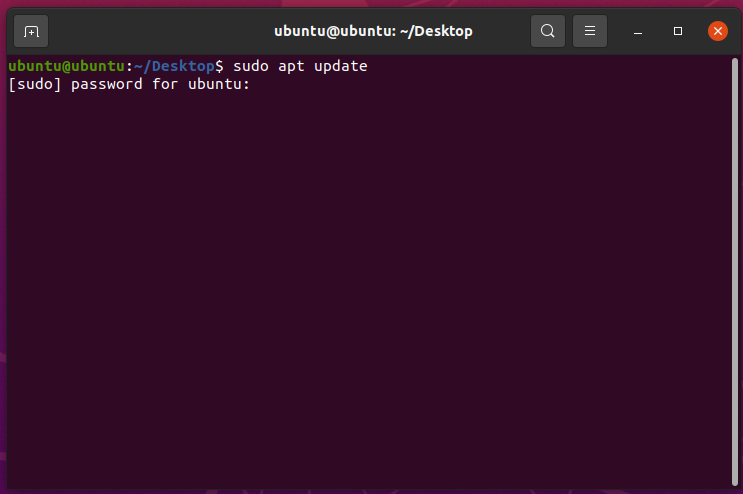 ubuntu@ubuntu: ~/Desktop
ubuntu@ubuntu:~/Desktop$ sudo apt update
[sudo] password for ubuntu: